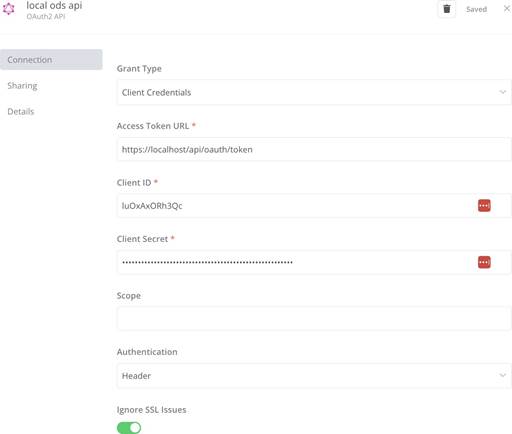 local ods api
OAuth2 API
Saved
Connection
Sharing
Details
Grant Type
Client Credentials
Access Token URL *
https://localhost/api/oauth/token
Client ID *
luOxAxORh3Qc
Client Secret *
Scope
Authentication
Header
Ignore SSL Issues